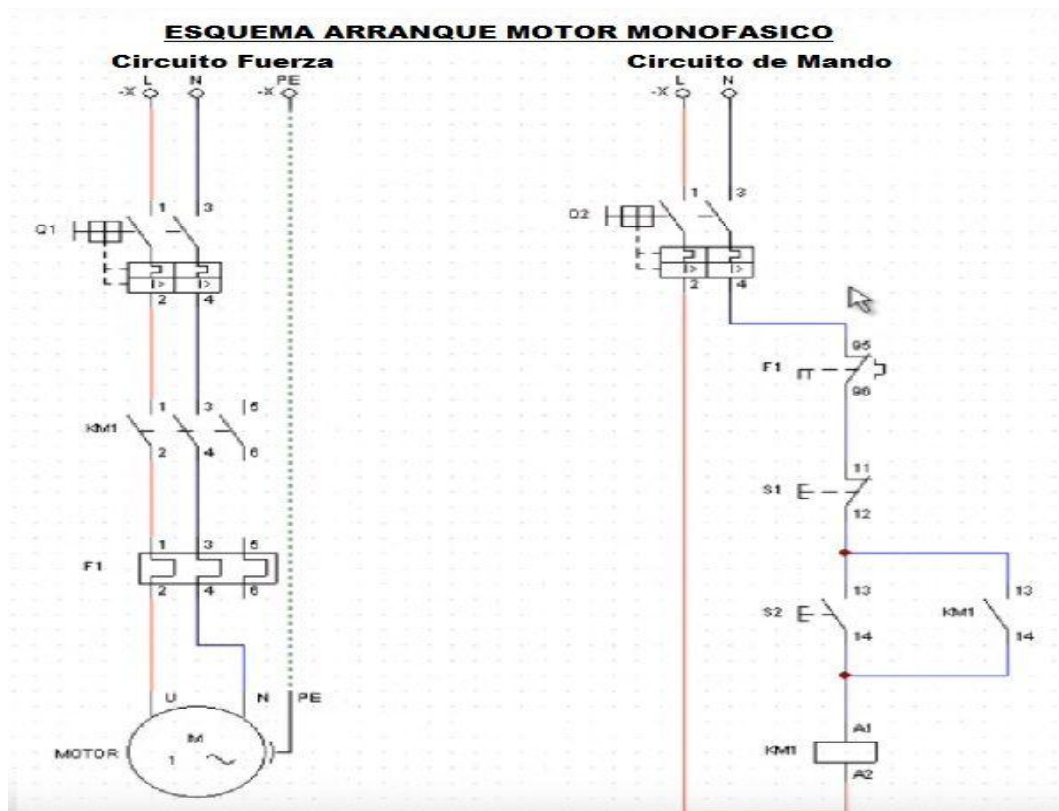 ESQUEMA ARRANQUE MOTOR MONOFASICO
Circuito Fuerza
Circuito de Mando
L N PE
-X -X
L N
-X
1 3
Q1
I> I>
2 4
1 3
Q2
I> I>
2 4
95
F1
96
1 3 5
KM1
2 4 6
11
S1
12
1 3 5
F1
2 4 6
13 13
S2 KM1
14 14
U N PE
M
MOTOR 1
A1
KM1
A2